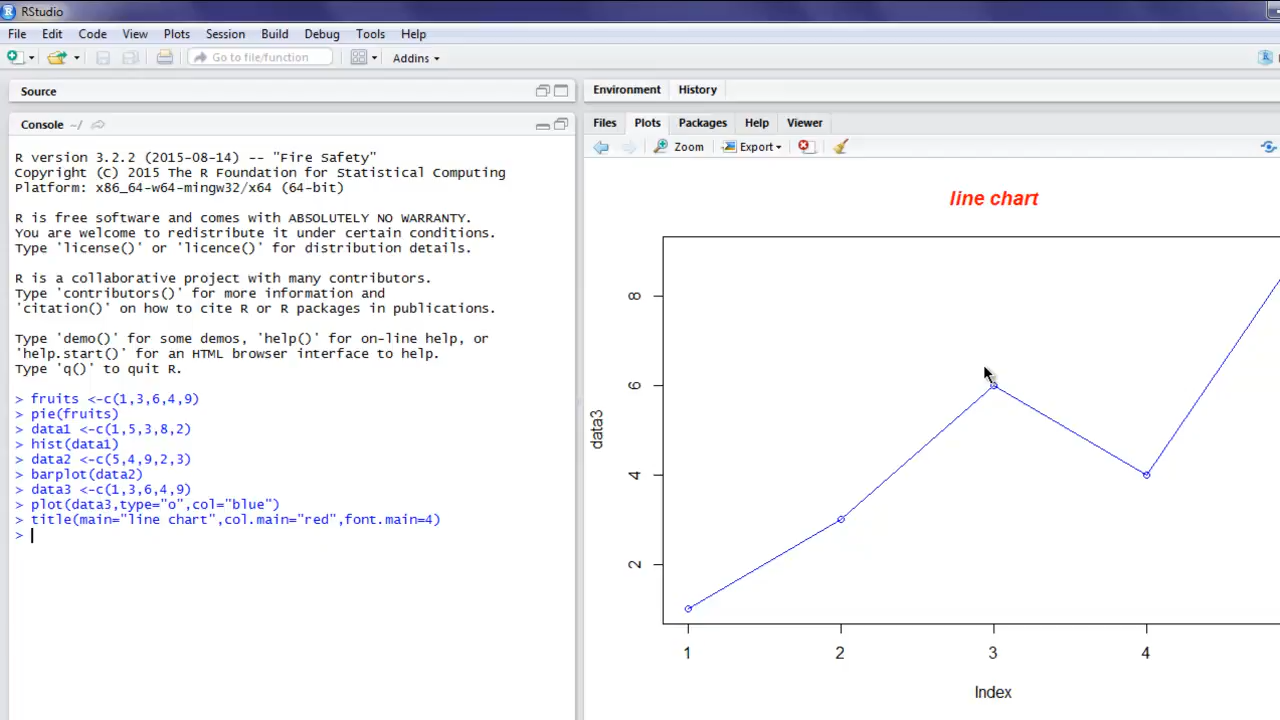 RStudio
File Edit Code View Plots Session Build Debug Tools Help
Go to file/function Addins
Source
Console ~/
R version 3.2.2 (2015-08-14) -- "Fire Safety"
Copyright (C) 2015 The R Foundation for Statistical Computing
Platform: x86_64-w64-mingw32/x64 (64-bit)
R is free software and comes with ABSOLUTELY NO WARRANTY.
You are welcome to redistribute it under certain conditions.
Type 'license()' or 'licence()' for distribution details.
R is a collaborative project with many contributors.
Type 'contributors()' for more information and
'citation()' on how to cite R or R packages in publications.
Type 'demo()' for some demos, 'help()' for on-line help, or
'help.start()' for an HTML browser interface to help.
Type 'q()' to quit R.
> fruits <-c(1,3,6,4,9)
> pie(fruits)
> data1 <-c(1,5,3,8,2)
> hist(data1)
> data2 <-c(5,4,9,2,3)
> barplot(data2)
> data3 <-c(1,3,6,4,9)
> plot(data3,type="o",col="blue")
> title(main="line chart",col.main="red",font.main=4)
>
Environment History
Files Plots Packages Help Viewer
Zoom Export
line chart
8
6
4
2
data3
1 2 3 4
Index